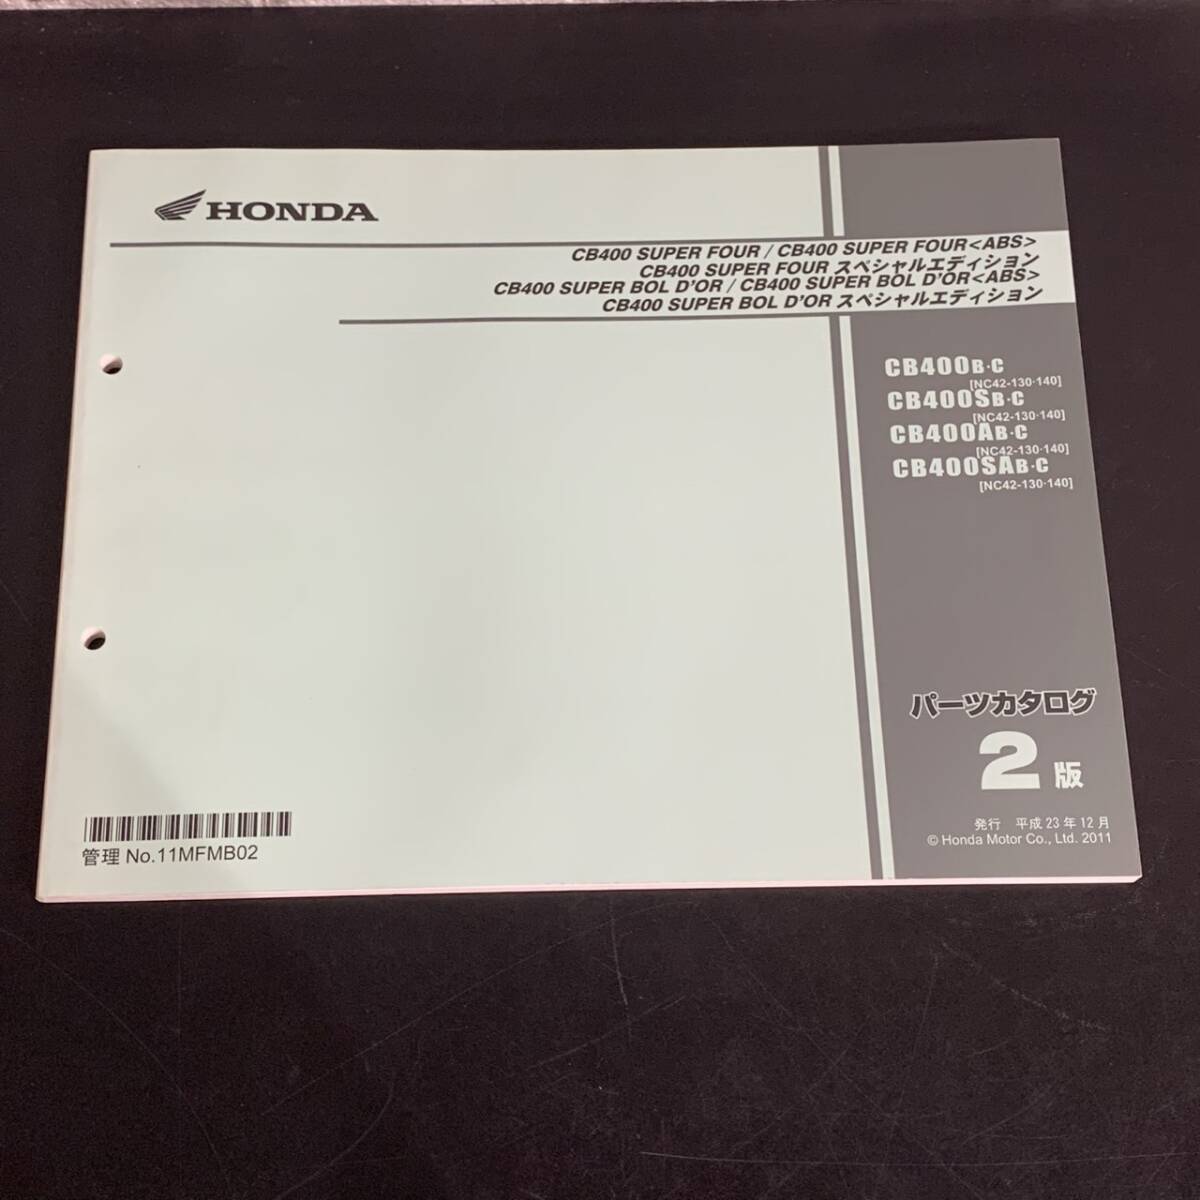 HONDA
CB400 SUPER FOUR / CB400 SUPER FOUR<ABS>
CB400 SUPER FOUR スペシャルエディション
CB400 SUPER BOL D'OR / CB400 SUPER BOL D'OR<ABS>
CB400 SUPER BOL D'OR スペシャルエディション
CB400B·C
[NC42-130·140]
CB400SB·C
[NC42-130·140]
CB400AB·C
[NC42-130·140]
CB400SAB·C
[NC42-130·140]
パーツカタログ
2版
発行 平成23年12月
© Honda Motor Co., Ltd. 2011
管理 No.11MFMB02